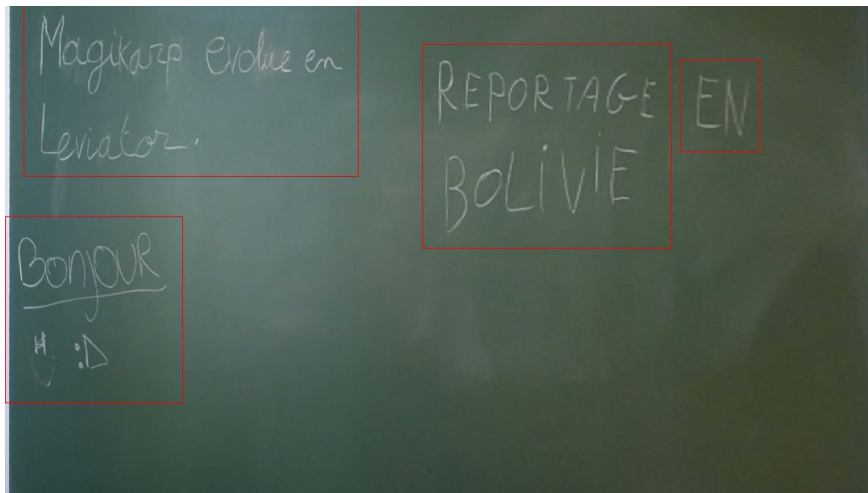 Magikarp evolue en
Leviator.
REPORTAGE EN
BOLIVIE
BONJOUR
:D